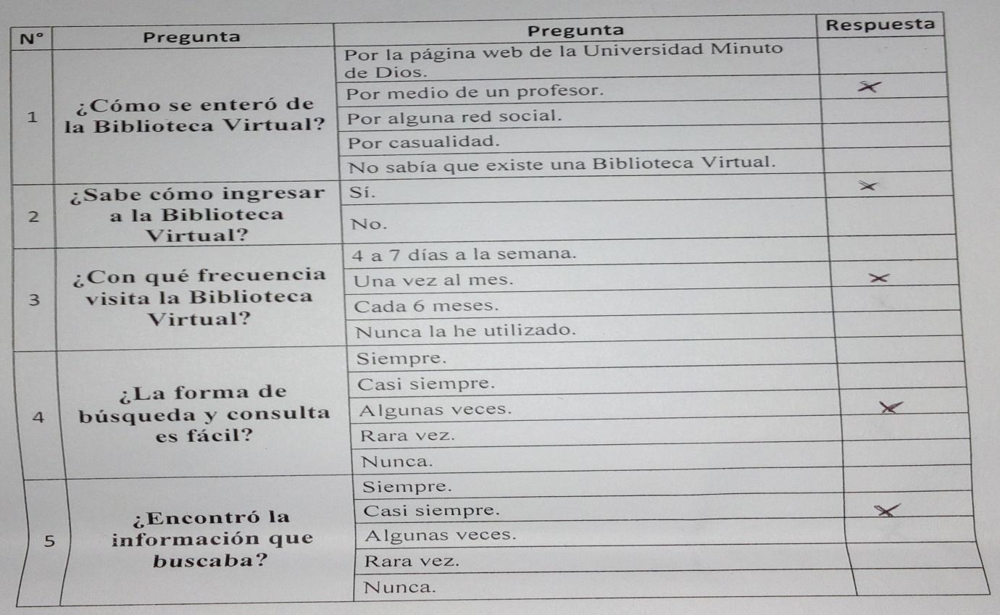 N° Pregunta Pregunta Respuesta
1
¿Cómo se enteró de
la Biblioteca Virtual?
Por la página web de la Universidad Minuto
de Dios.
Por medio de un profesor. X
Por alguna red social.
Por casualidad.
No sabía que existe una Biblioteca Virtual.
2
¿Sabe cómo ingresar
a la Biblioteca
Virtual?
Sí. X
No.
3
¿Con qué frecuencia
visita la Biblioteca
Virtual?
4 a 7 días a la semana.
Una vez al mes. X
Cada 6 meses.
Nunca la he utilizado.
4
¿La forma de
búsqueda y consulta
es fácil?
Siempre.
Casi siempre.
Algunas veces. X
Rara vez.
Nunca.
5
¿Encontró la
información que
buscaba?
Siempre.
Casi siempre. X
Algunas veces.
Rara vez.
Nunca.